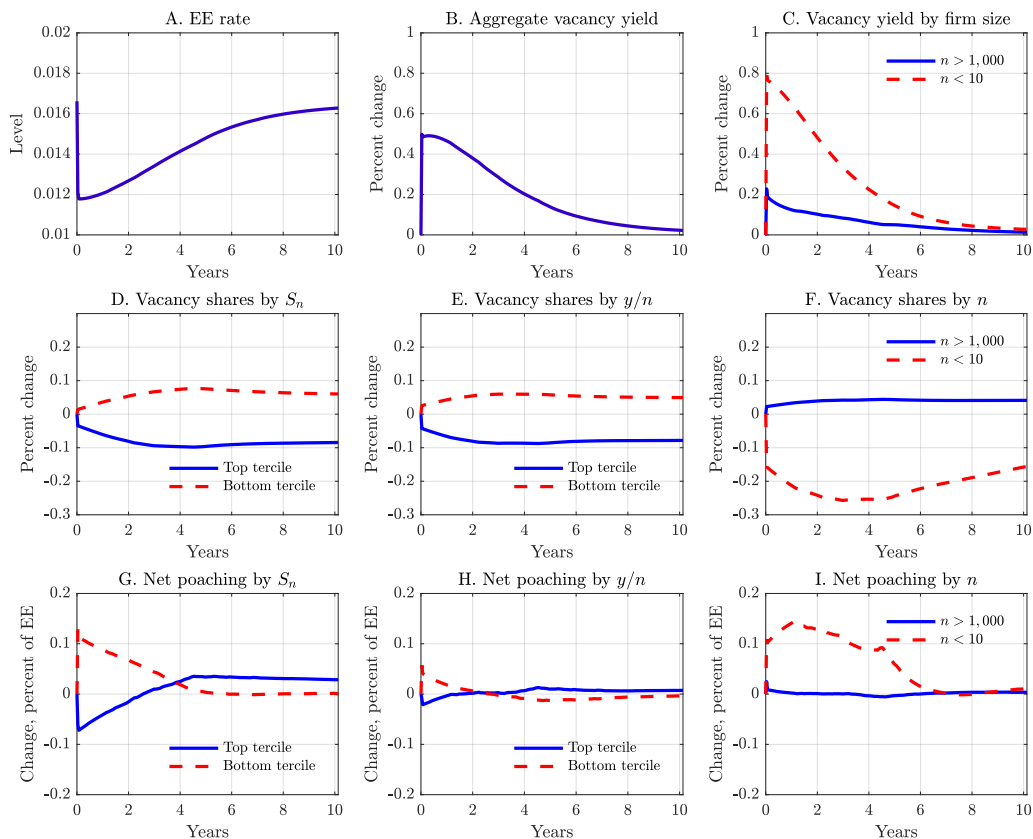 A. EE rate
0.02
0.018
0.016
0.014
0.012
0.01
Level
0 2 4 6 8 10
Years
B. Aggregate vacancy yield
1
0.8
0.6
0.4
0.2
0
Percent change
0 2 4 6 8 10
Years
C. Vacancy yield by firm size
1
0.8
0.6
0.4
0.2
0
Percent change
n > 1,000
n < 10
0 2 4 6 8 10
Years
D. Vacancy shares by Sₙ
0.2
0.1
0
-0.1
-0.2
-0.3
Percent change
Top tercile
Bottom tercile
0 2 4 6 8 10
Years
E. Vacancy shares by y/n
0.2
0.1
0
-0.1
-0.2
-0.3
Percent change
Top tercile
Bottom tercile
0 2 4 6 8 10
Years
F. Vacancy shares by n
0.2
0.1
0
-0.1
-0.2
-0.3
Percent change
n > 1,000
n < 10
0 2 4 6 8 10
Years
G. Net poaching by Sₙ
0.2
0.1
0
-0.1
-0.2
Change, percent of EE
Top tercile
Bottom tercile
0 2 4 6 8 10
Years
H. Net poaching by y/n
0.2
0.1
0
-0.1
-0.2
Change, percent of EE
Top tercile
Bottom tercile
0 2 4 6 8 10
Years
I. Net poaching by n
0.2
0.1
0
-0.1
-0.2
Change, percent of EE
n > 1,000
n < 10
0 2 4 6 8 10
Years